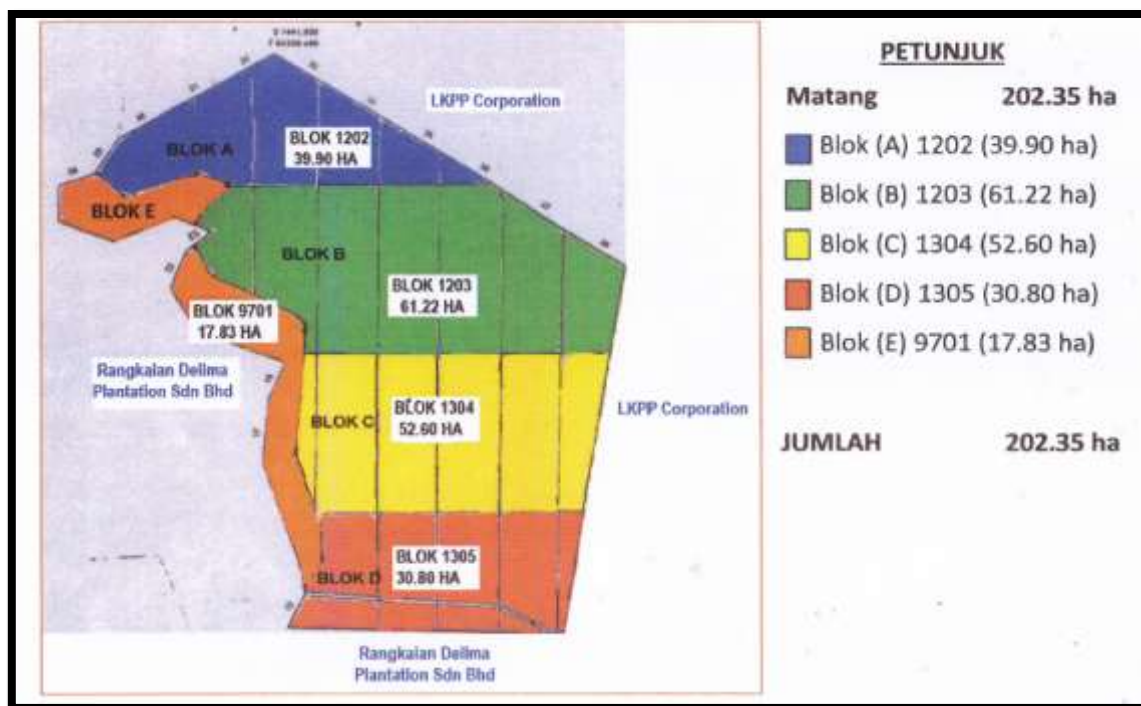 LKPP Corporation
BLOK 1202
39.90 HA
BLOK A
BLOK E
BLOK B
BLOK 1203
61.22 HA
BLOK 9701
17.83 HA
Rangkaian Delima
Plantation Sdn Bhd
BLOK 1304
52.60 HA
BLOK C
LKPP Corporation
BLOK 1305
30.80 HA
BLOK D
Rangkaian Delima
Plantation Sdn Bhd
PETUNJUK
Matang 202.35 ha
Blok (A) 1202 (39.90 ha)
Blok (B) 1203 (61.22 ha)
Blok (C) 1304 (52.60 ha)
Blok (D) 1305 (30.80 ha)
Blok (E) 9701 (17.83 ha)
JUMLAH 202.35 ha